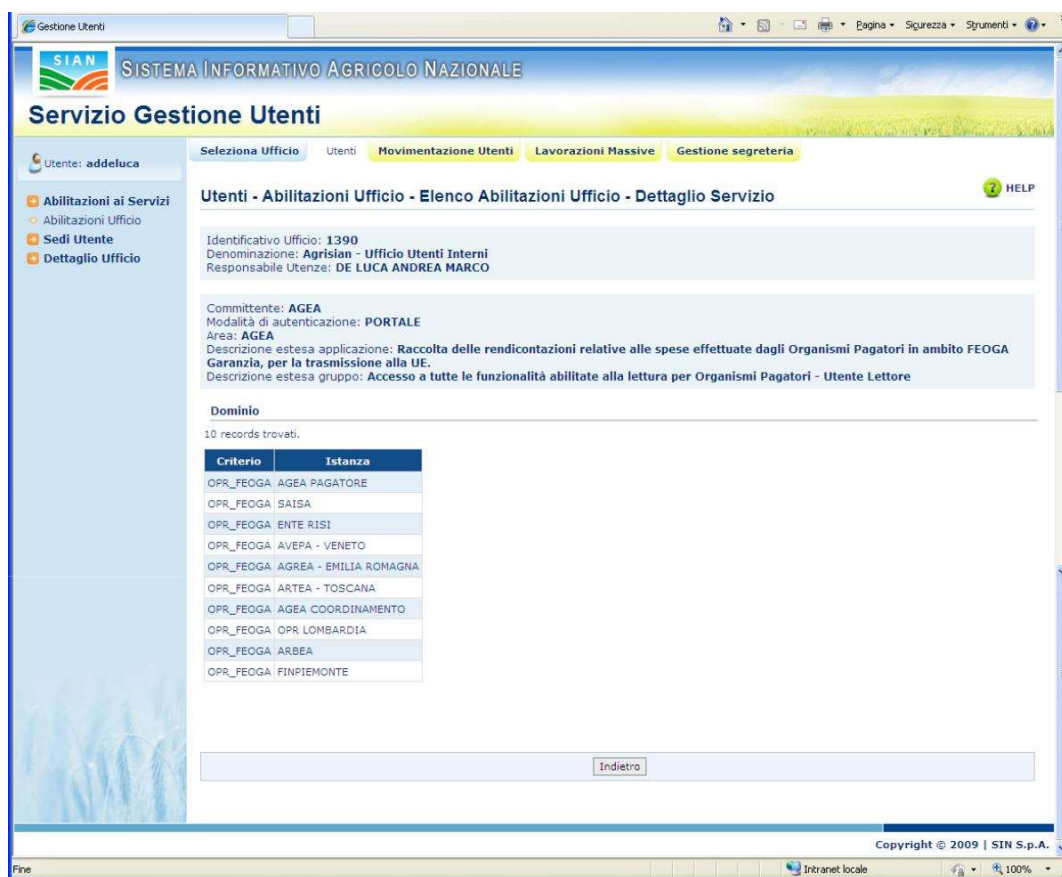 Gestione Utenti
Pagina
Sicurezza
Strumenti
SIAN
SISTEMA INFORMATIVO AGRICOLO NAZIONALE
Servizio Gestione Utenti
Utente: addeluca
Seleziona Ufficio Utenti Movimentazione Utenti Lavorazioni Massive Gestione segreteria
Abilitazioni ai Servizi
Abilitazioni Ufficio
Sedi Utente
Dettaglio Ufficio
Utenti - Abilitazioni Ufficio - Elenco Abilitazioni Ufficio - Dettaglio Servizio
? HELP
Identificativo Ufficio: 1390
Denominazione: Agrisian - Ufficio Utenti Interni
Responsabile Utenze: DE LUCA ANDREA MARCO
Committente: AGEA
Modalità di autenticazione: PORTALE
Area: AGEA
Descrizione estesa applicazione: Raccolta delle rendicontazioni relative alle spese effettuate dagli Organismi Pagatori in ambito FEOGA
Garanzia, per la trasmissione alla UE.
Descrizione estesa gruppo: Accesso a tutte le funzionalità abilitate alla lettura per Organismi Pagatori - Utente Lettore
Dominio
10 records trovati.
Criterio Istanza
OPR_FEOGA AGEA PAGATORE
OPR_FEOGA SAISA
OPR_FEOGA ENTE RISI
OPR_FEOGA AVEPA - VENETO
OPR_FEOGA AGREA - EMILIA ROMAGNA
OPR_FEOGA ARTEA - TOSCANA
OPR_FEOGA AGEA COORDINAMENTO
OPR_FEOGA OPR LOMBARDIA
OPR_FEOGA ARBEA
OPR_FEOGA FINPIEMONTE
Indietro
Copyright © 2009 | SIN S.p.A.
Fine
Intranet locale
100%